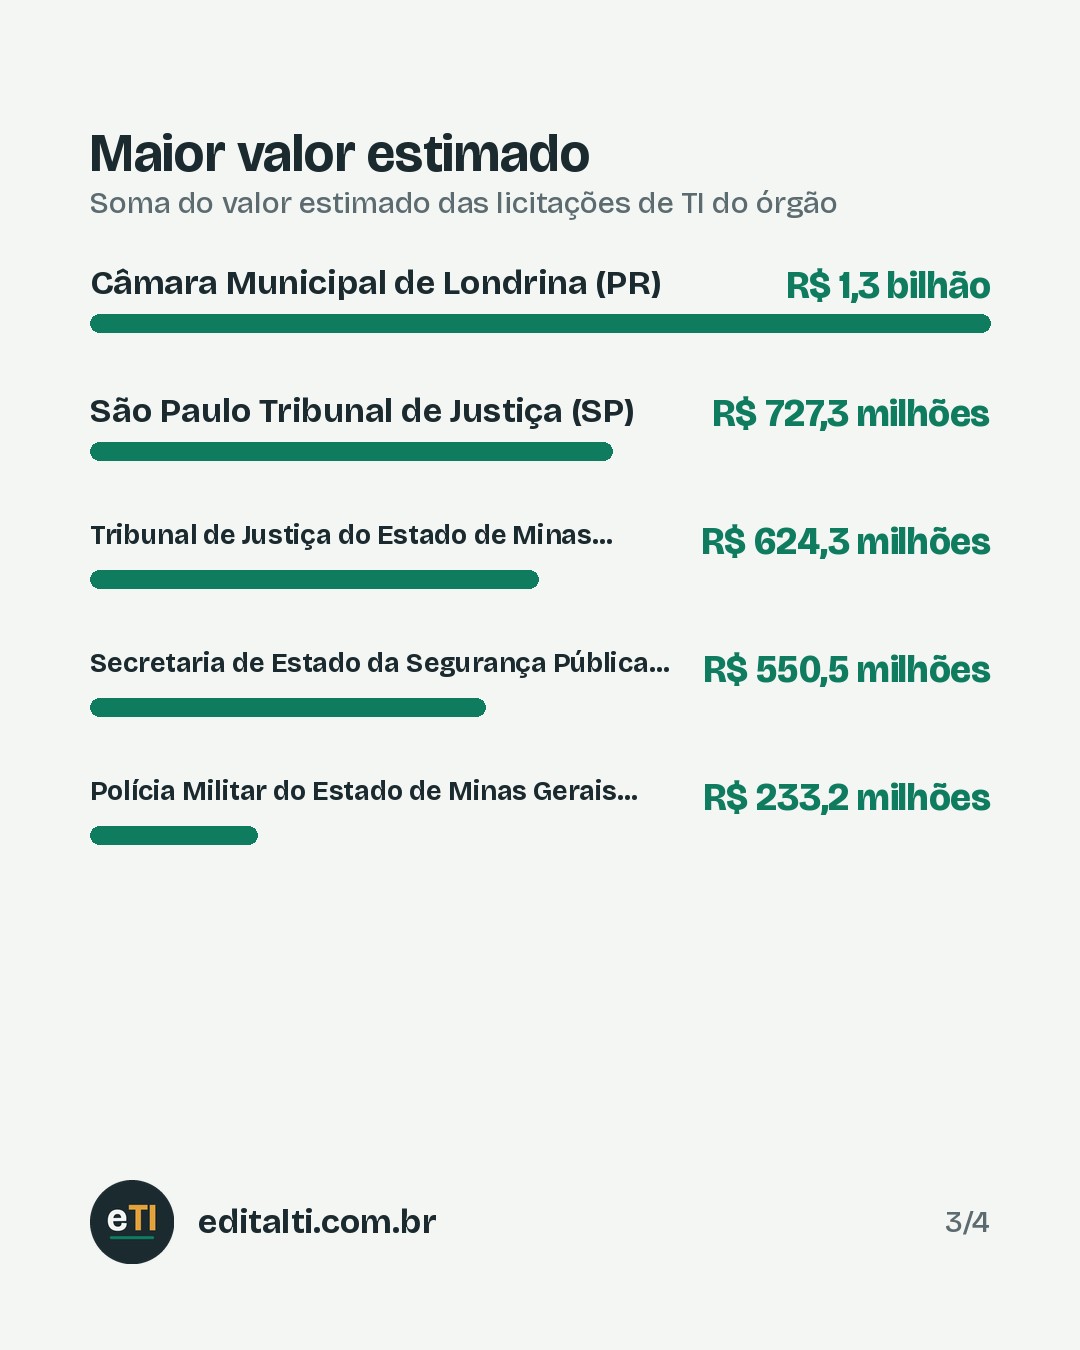 Maior valor estimado
Soma do valor estimado das licitações de TI do órgão
Câmara Municipal de Londrina (PR) R$ 1,3 bilhão
São Paulo Tribunal de Justiça (SP) R$ 727,3 milhões
Tribunal de Justiça do Estado de Minas... R$ 624,3 milhões
Secretaria de Estado da Segurança Pública... R$ 550,5 milhões
Polícia Militar do Estado de Minas Gerais... R$ 233,2 milhões
eTI editalti.com.br 3/4